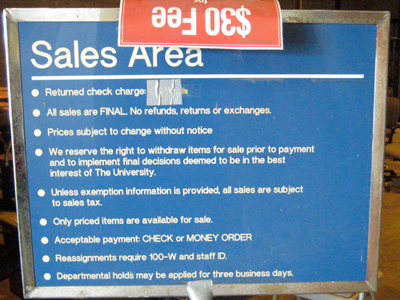 $30 Fee
for
Sales Area
Returned check charge:
All sales are FINAL. No refunds, returns or exchanges.
Prices subject to change without notice
We reserve the right to withdraw items for sale prior to payment
and to implement final decisions deemed to be in the best
interest of The University.
Unless exemption information is provided, all sales are subject
to sales tax.
Only priced items are available for sale.
Acceptable payment: CHECK or MONEY ORDER
Reassignments require 100-W and staff ID.
Departmental holds may be applied for three business days.